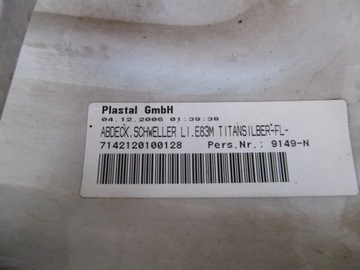 Plastal GmbH
04.12.2006 01:39:38
ABDECK.SCHWELLER LI.E83M TITANSILBER-FL-
7142120100128 Pers.Nr.: 9149-N